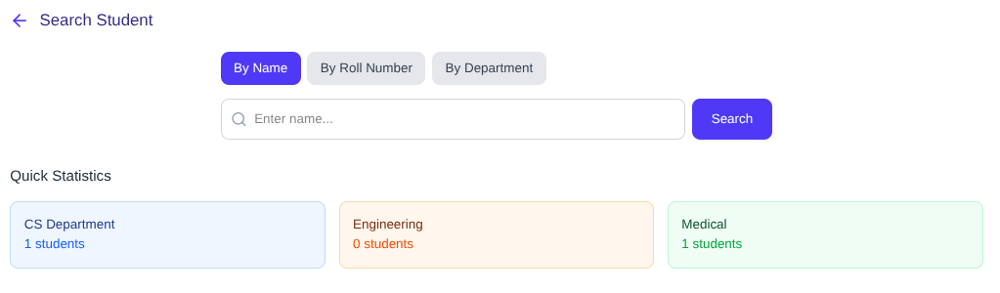 Search Student
By Name By Roll Number By Department
Enter name... Search
Quick Statistics
CS Department
1 students
Engineering
0 students
Medical
1 students